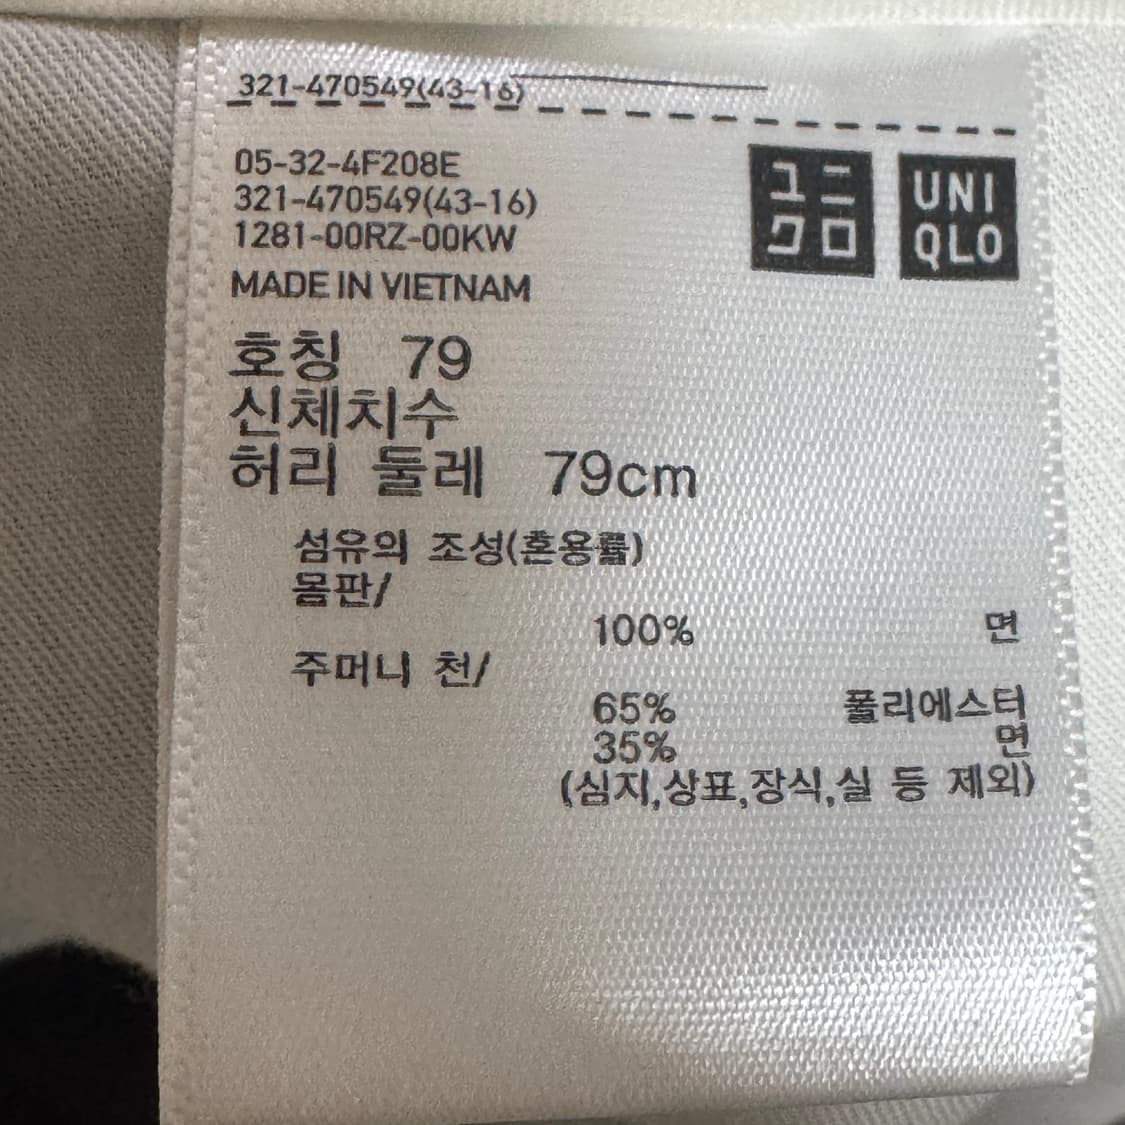 321-470549(43-16)
05-32-4F208E
321-470549(43-16)
1281-00RZ-00KW
MADE IN VIETNAM
ユニ
クロ
UNI
QLO
호칭 79
신체치수
허리 둘레 79cm
섬유의 조성(혼용률)
몸판/
100% 면
주머니 천/
65% 폴리에스터
35% 면
(심지,상표,장식,실 등 제외)